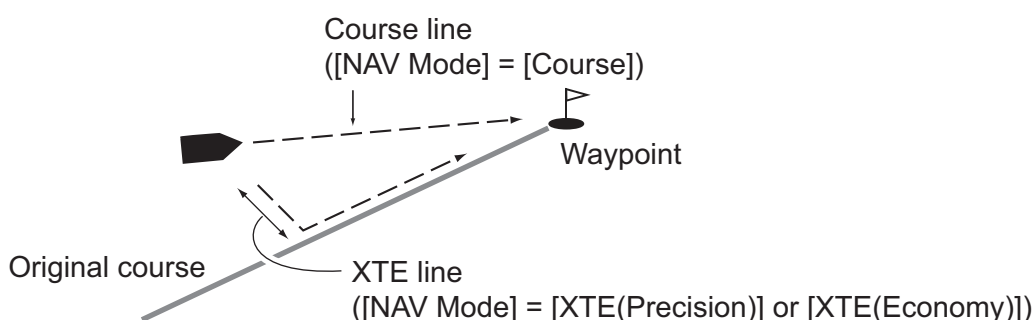 Course line
([NAV Mode] = [Course])
Waypoint
Original course
XTE line
([NAV Mode] = [XTE(Precision)] or [XTE(Economy)])